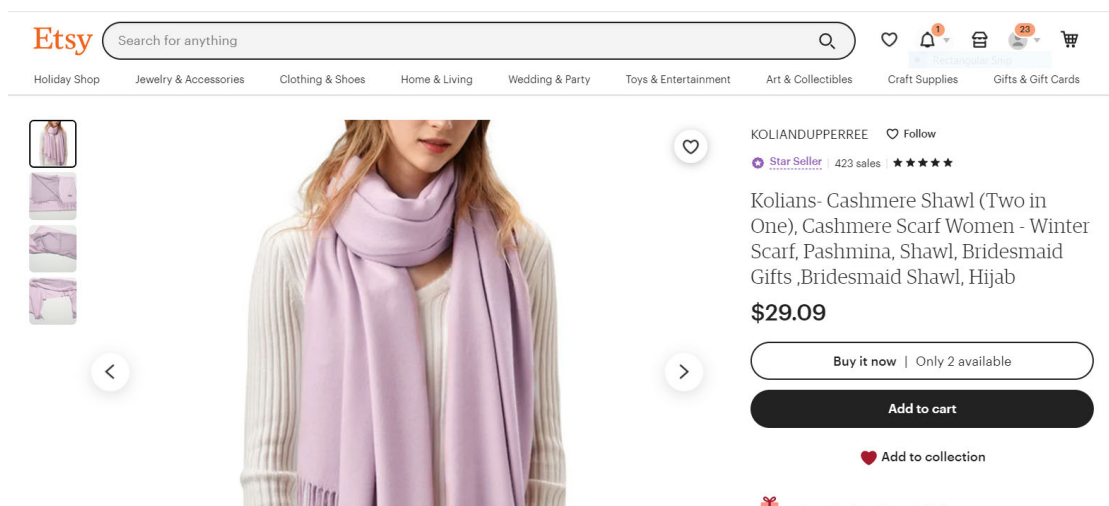 Etsy
Search for anything
1
23
Rectangular Snip
Holiday Shop
Jewelry & Accessories
Clothing & Shoes
Home & Living
Wedding & Party
Toys & Entertainment
Art & Collectibles
Craft Supplies
Gifts & Gift Cards
KOLIANDUPPERREE Follow
Star Seller | 423 sales | ★★★★★
Kolians- Cashmere Shawl (Two in
One), Cashmere Scarf Women - Winter
Scarf, Pashmina, Shawl, Bridesmaid
Gifts ,Bridesmaid Shawl, Hijab
$29.09
Buy it now | Only 2 available
Add to cart
Add to collection